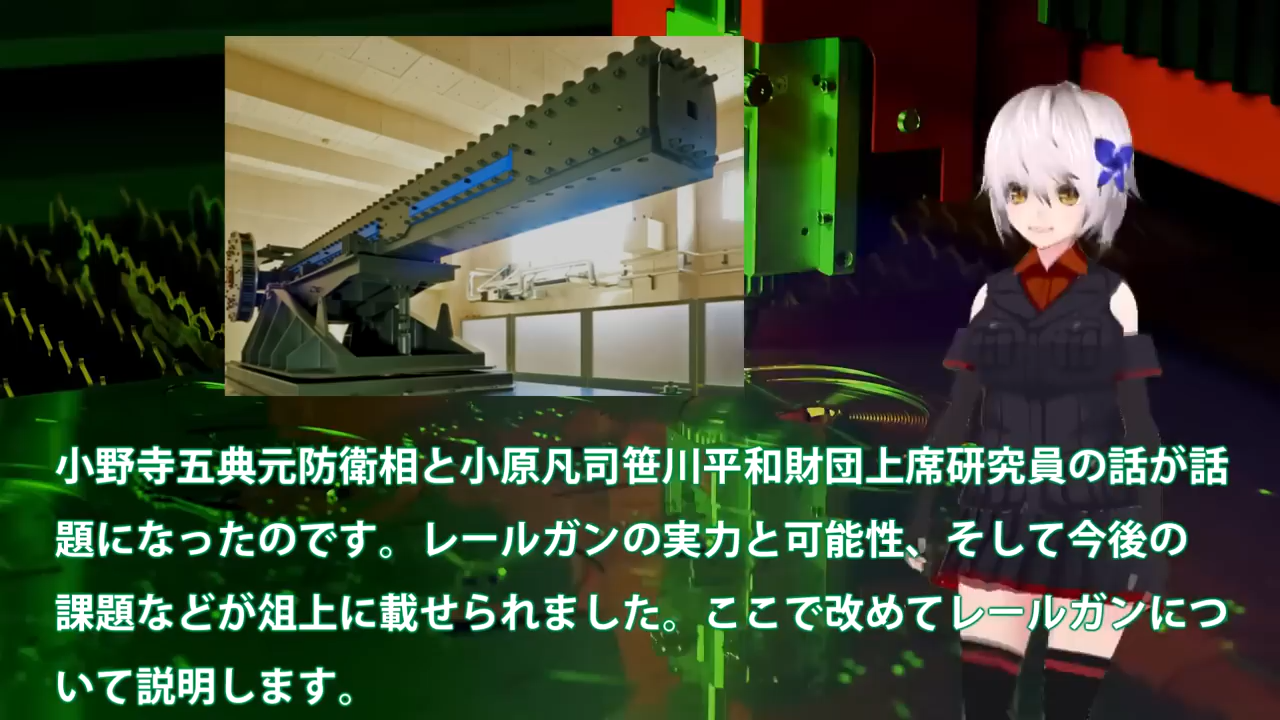 小野寺五典元防衛相と小原凡司笹川平和財団上席研究員の話が話
題になったのです。レールガンの実力と可能性、そして今後の
課題などが俎上に載せられました。ここで改めてレールガンにつ
いて説明します。